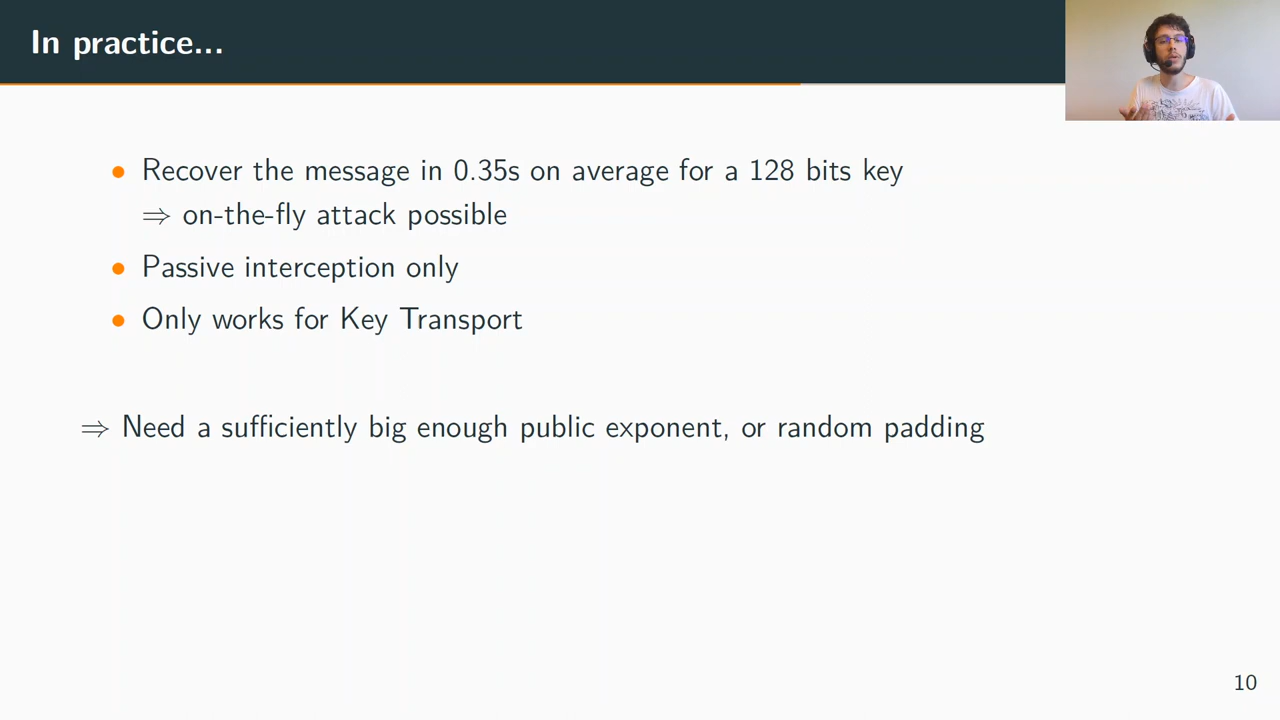 In practice...
• Recover the message in 0.35s on average for a 128 bits key
⇒ on-the-fly attack possible
• Passive interception only
• Only works for Key Transport
⇒ Need a sufficiently big enough public exponent, or random padding
10